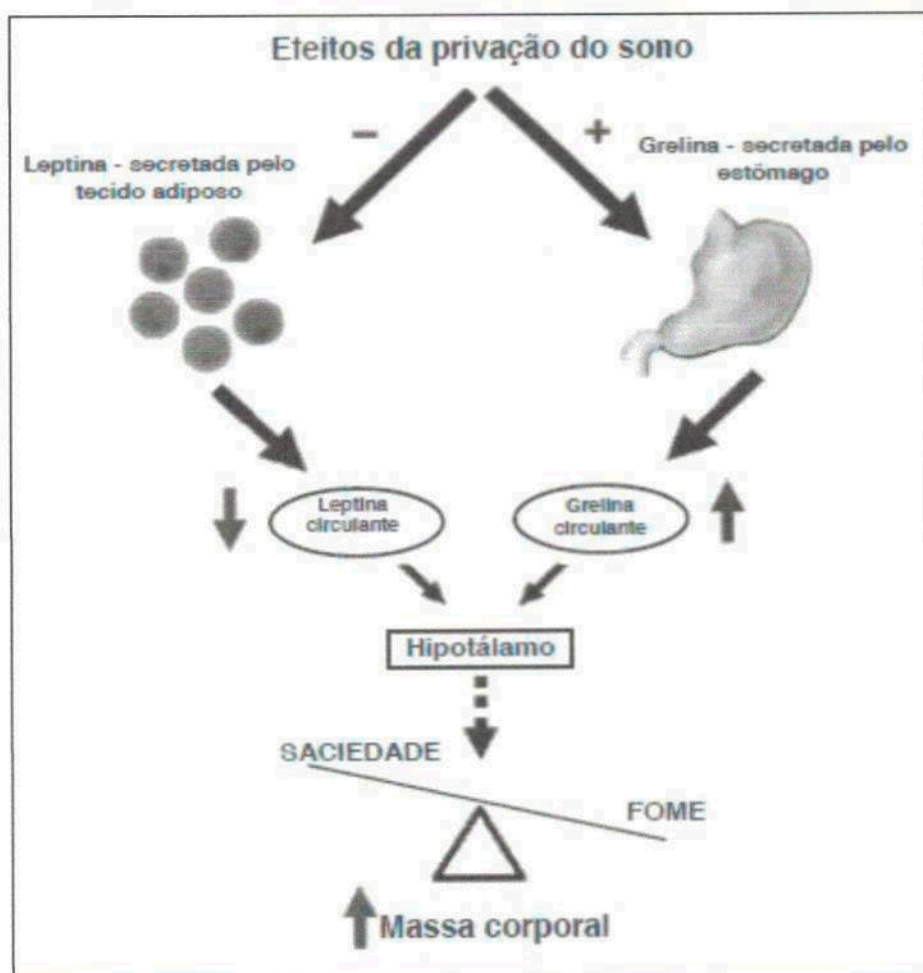 Efeitos da privação do sono
−
+
Leptina - secretada pelo
tecido adiposo
Grelina - secretada pelo
estômago
Leptina
circulante
Grelina
circulante
Hipotálamo
SACIEDADE
FOME
Massa corporal